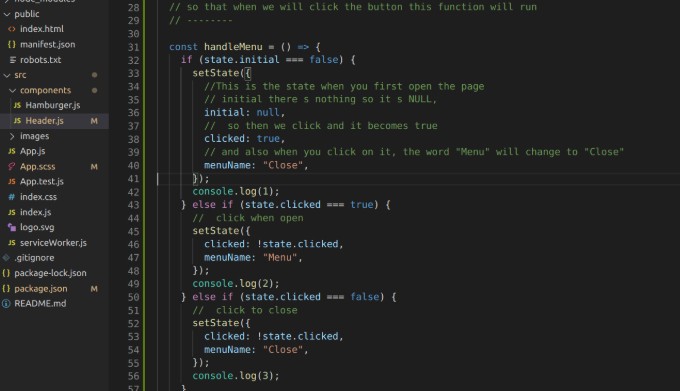 node_modules
public
index.html
manifest.json
robots.txt
src
components
Hamburger.js
Header.js M
images
App.js
App.scss M
App.test.js
index.css
index.js
logo.svg
serviceWorker.js
.gitignore
package-lock.json
package.json M
README.md
28 // so that when we will click the button this function will run
29 // --------
30
31 const handleMenu = () => {
32 if (state.initial === false) {
33 setState({
34 //This is the state when you first open the page
35 // initial there s nothing so it s NULL,
36 initial: null,
37 //  so then we click and it becomes true
38 clicked: true,
39 // and also when you click on it, the word "Menu" will change to "Close"
40 menuName: "Close",
41 });
42 console.log(1);
43 } else if (state.clicked === true) {
44 //  click when open
45 setState({
46 clicked: !state.clicked,
47 menuName: "Menu",
48 });
49 console.log(2);
50 } else if (state.clicked === false) {
51 //  click to close
52 setState({
53 clicked: !state.clicked,
54 menuName: "Close",
55 });
56 console.log(3);
57 }